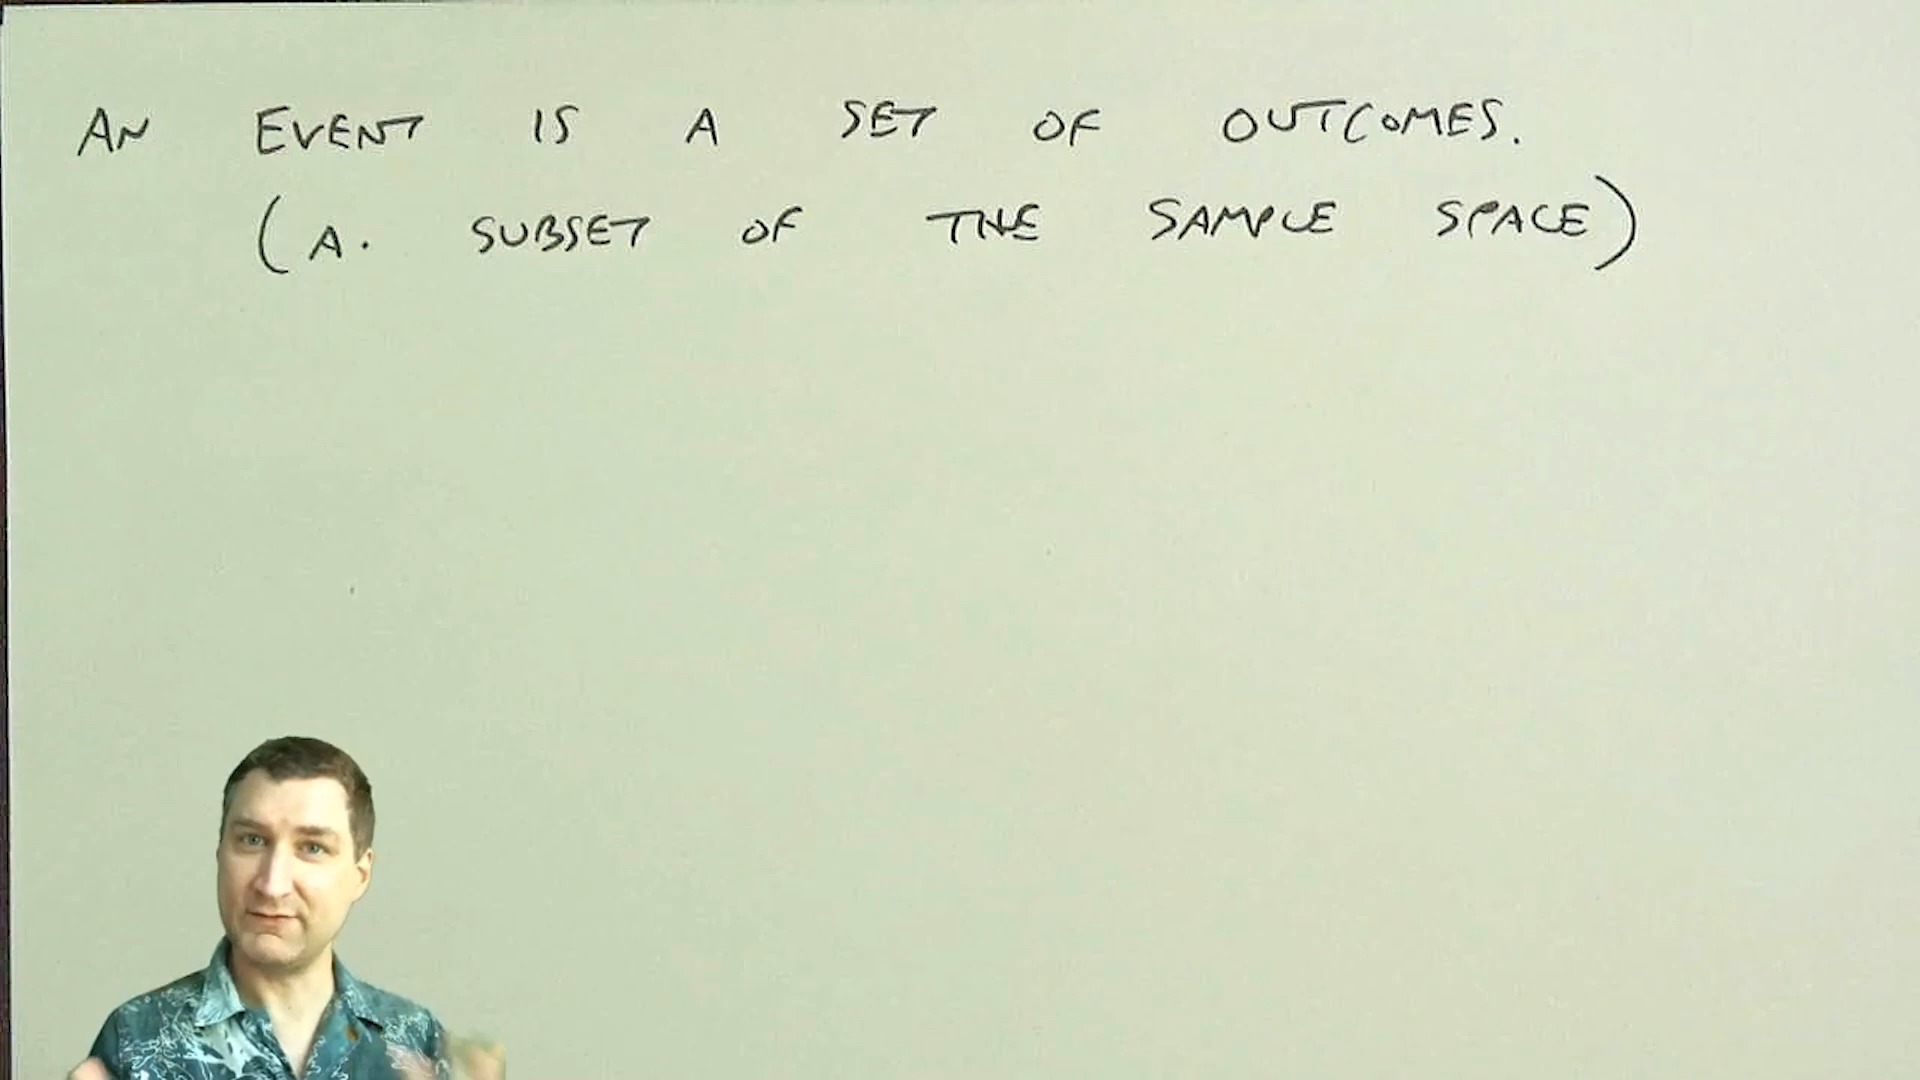 AN EVENT IS A SET OF OUTCOMES.
(A. SUBSET OF THE SAMPLE SPACE)